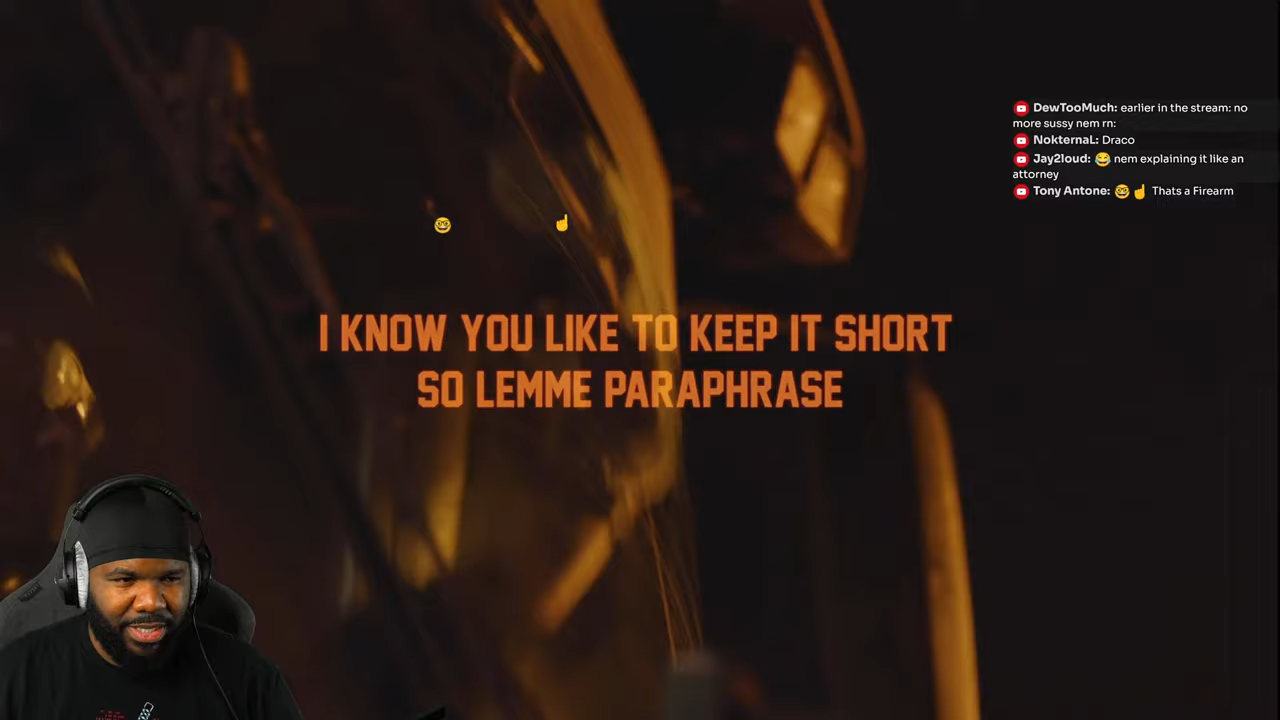 DewTooMuch: earlier in the stream: no
more sussy nem rn:
NokternaL: Draco
Jay2loud: 😂 nem explaining it like an
attorney
Tony Antone: 🤓☝️ Thats a Firearm
🤓 ☝️
I KNOW YOU LIKE TO KEEP IT SHORT
SO LEMME PARAPHRASE